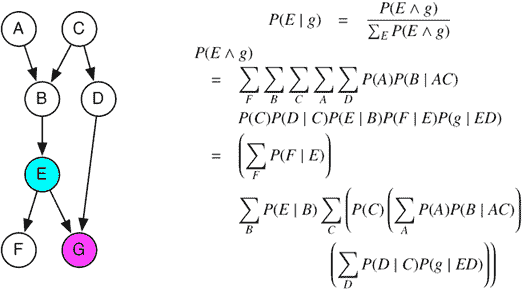 A C
B D
E
F G
P(E | g) = P(E ∧ g) / ∑_E P(E ∧ g)
P(E ∧ g)
= ∑_F ∑_B ∑_C ∑_A ∑_D P(A)P(B | AC)
P(C)P(D | C)P(E | B)P(F | E)P(g | ED)
= (∑_F P(F | E))
∑_B P(E | B) ∑_C (P(C) (∑_A P(A)P(B | AC))
(∑_D P(D | C)P(g | ED)))